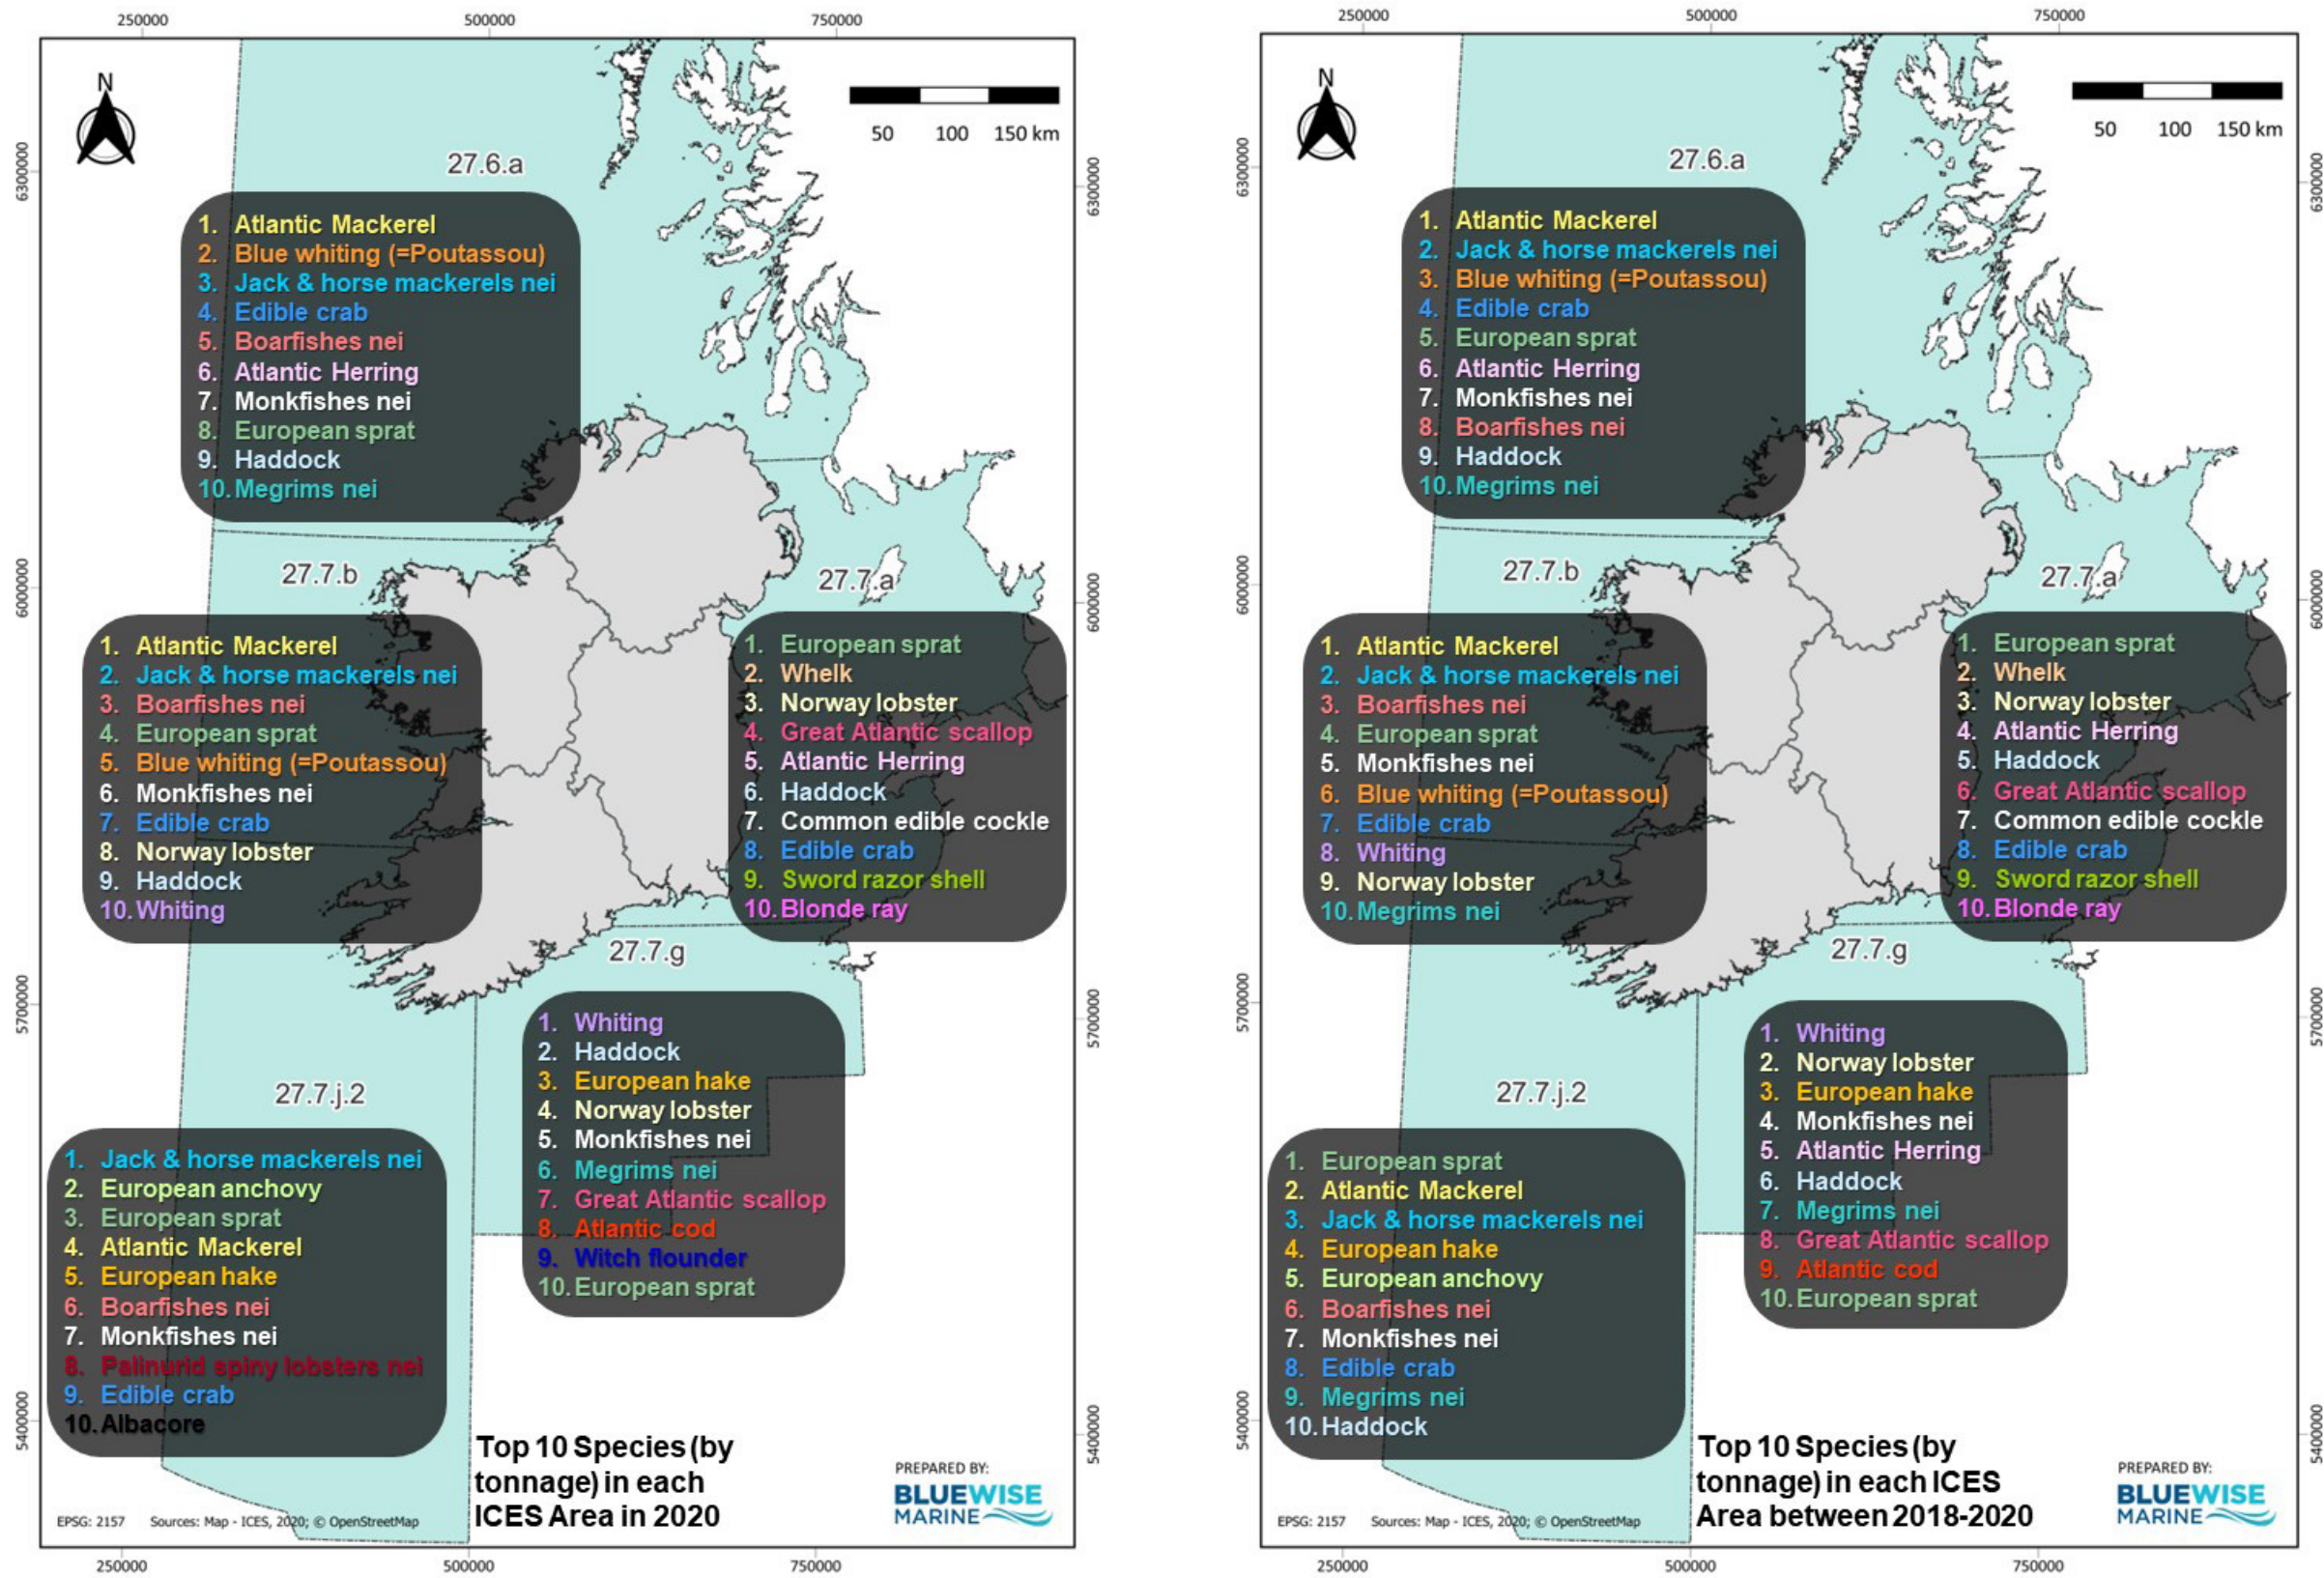 250000
500000
750000
N
50 100 150 km
6300000
6300000
27.6.a
1. Atlantic Mackerel
2. Blue whiting (=Poutassou)
3. Jack & horse mackerels nei
4. Edible crab
5. Boarfishes nei
6. Atlantic Herring
7. Monkfishes nei
8. European sprat
9. Haddock
10. Megrims nei
6000000
6000000
27.7.b
27.7.a
1. Atlantic Mackerel
2. Jack & horse mackerels nei
3. Boarfishes nei
4. European sprat
5. Blue whiting (=Poutassou)
6. Monkfishes nei
7. Edible crab
8. Norway lobster
9. Haddock
10. Whiting
1. European sprat
2. Whelk
3. Norway lobster
4. Great Atlantic scallop
5. Atlantic Herring
6. Haddock
7. Common edible cockle
8. Edible crab
9. Sword razor shell
10. Blonde ray
27.7.g
5700000
5700000
1. Whiting
2. Haddock
3. European hake
4. Norway lobster
5. Monkfishes nei
6. Megrims nei
7. Great Atlantic scallop
8. Atlantic cod
9. Witch flounder
10. European sprat
27.7.j.2
1. Jack & horse mackerels nei
2. European anchovy
3. European sprat
4. Atlantic Mackerel
5. European hake
6. Boarfishes nei
7. Monkfishes nei
8. Palinurid spiny lobsters nei
9. Edible crab
10. Albacore
5400000
5400000
Top 10 Species (by
tonnage) in each
ICES Area in 2020
PREPARED BY:
BLUEWISE
MARINE
EPSG: 2157 Sources: Map - ICES, 2020; © OpenStreetMap
250000
500000
750000
250000
500000
750000
N
50 100 150 km
6300000
6300000
27.6.a
1. Atlantic Mackerel
2. Jack & horse mackerels nei
3. Blue whiting (=Poutassou)
4. Edible crab
5. European sprat
6. Atlantic Herring
7. Monkfishes nei
8. Boarfishes nei
9. Haddock
10. Megrims nei
6000000
6000000
27.7.b
27.7.a
1. Atlantic Mackerel
2. Jack & horse mackerels nei
3. Boarfishes nei
4. European sprat
5. Monkfishes nei
6. Blue whiting (=Poutassou)
7. Edible crab
8. Whiting
9. Norway lobster
10. Megrims nei
1. European sprat
2. Whelk
3. Norway lobster
4. Atlantic Herring
5. Haddock
6. Great Atlantic scallop
7. Common edible cockle
8. Edible crab
9. Sword razor shell
10. Blonde ray
27.7.g
5700000
5700000
1. Whiting
2. Norway lobster
3. European hake
4. Monkfishes nei
5. Atlantic Herring
6. Haddock
7. Megrims nei
8. Great Atlantic scallop
9. Atlantic cod
10. European sprat
27.7.j.2
1. European sprat
2. Atlantic Mackerel
3. Jack & horse mackerels nei
4. European hake
5. European anchovy
6. Boarfishes nei
7. Monkfishes nei
8. Edible crab
9. Megrims nei
10. Haddock
5400000
5400000
Top 10 Species (by
tonnage) in each ICES
Area between 2018-2020
PREPARED BY:
BLUEWISE
MARINE
EPSG: 2157 Sources: Map - ICES, 2020; © OpenStreetMap
250000
500000
750000